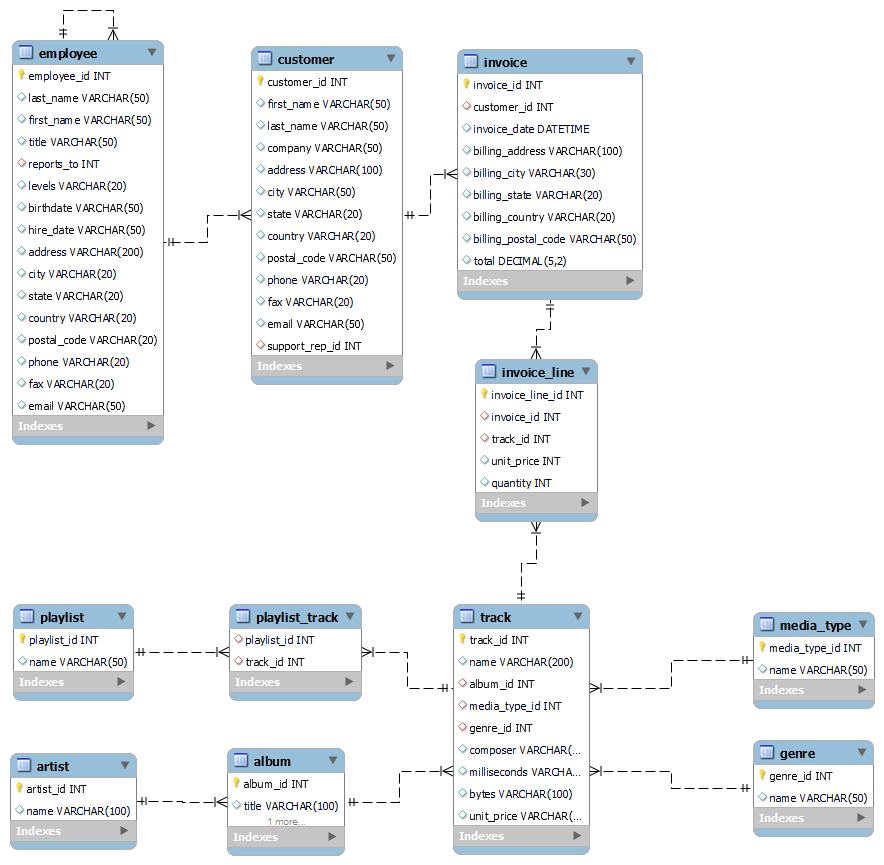 employee
employee_id INT
last_name VARCHAR(50)
first_name VARCHAR(50)
title VARCHAR(50)
reports_to INT
levels VARCHAR(20)
birthdate VARCHAR(50)
hire_date VARCHAR(50)
address VARCHAR(200)
city VARCHAR(20)
state VARCHAR(20)
country VARCHAR(20)
postal_code VARCHAR(20)
phone VARCHAR(20)
fax VARCHAR(20)
email VARCHAR(50)
Indexes
customer
customer_id INT
first_name VARCHAR(50)
last_name VARCHAR(50)
company VARCHAR(50)
address VARCHAR(100)
city VARCHAR(50)
state VARCHAR(20)
country VARCHAR(20)
postal_code VARCHAR(50)
phone VARCHAR(20)
fax VARCHAR(20)
email VARCHAR(50)
support_rep_id INT
Indexes
invoice
invoice_id INT
customer_id INT
invoice_date DATETIME
billing_address VARCHAR(100)
billing_city VARCHAR(30)
billing_state VARCHAR(20)
billing_country VARCHAR(20)
billing_postal_code VARCHAR(50)
total DECIMAL(5,2)
Indexes
invoice_line
invoice_line_id INT
invoice_id INT
track_id INT
unit_price INT
quantity INT
Indexes
playlist
playlist_id INT
name VARCHAR(50)
Indexes
playlist_track
playlist_id INT
track_id INT
Indexes
track
track_id INT
name VARCHAR(200)
album_id INT
media_type_id INT
genre_id INT
composer VARCHAR(...
milliseconds VARCHA...
bytes VARCHAR(100)
unit_price VARCHAR(...
Indexes
media_type
media_type_id INT
name VARCHAR(50)
Indexes
artist
artist_id INT
name VARCHAR(100)
Indexes
album
album_id INT
title VARCHAR(100)
1 more...
Indexes
genre
genre_id INT
name VARCHAR(50)
Indexes